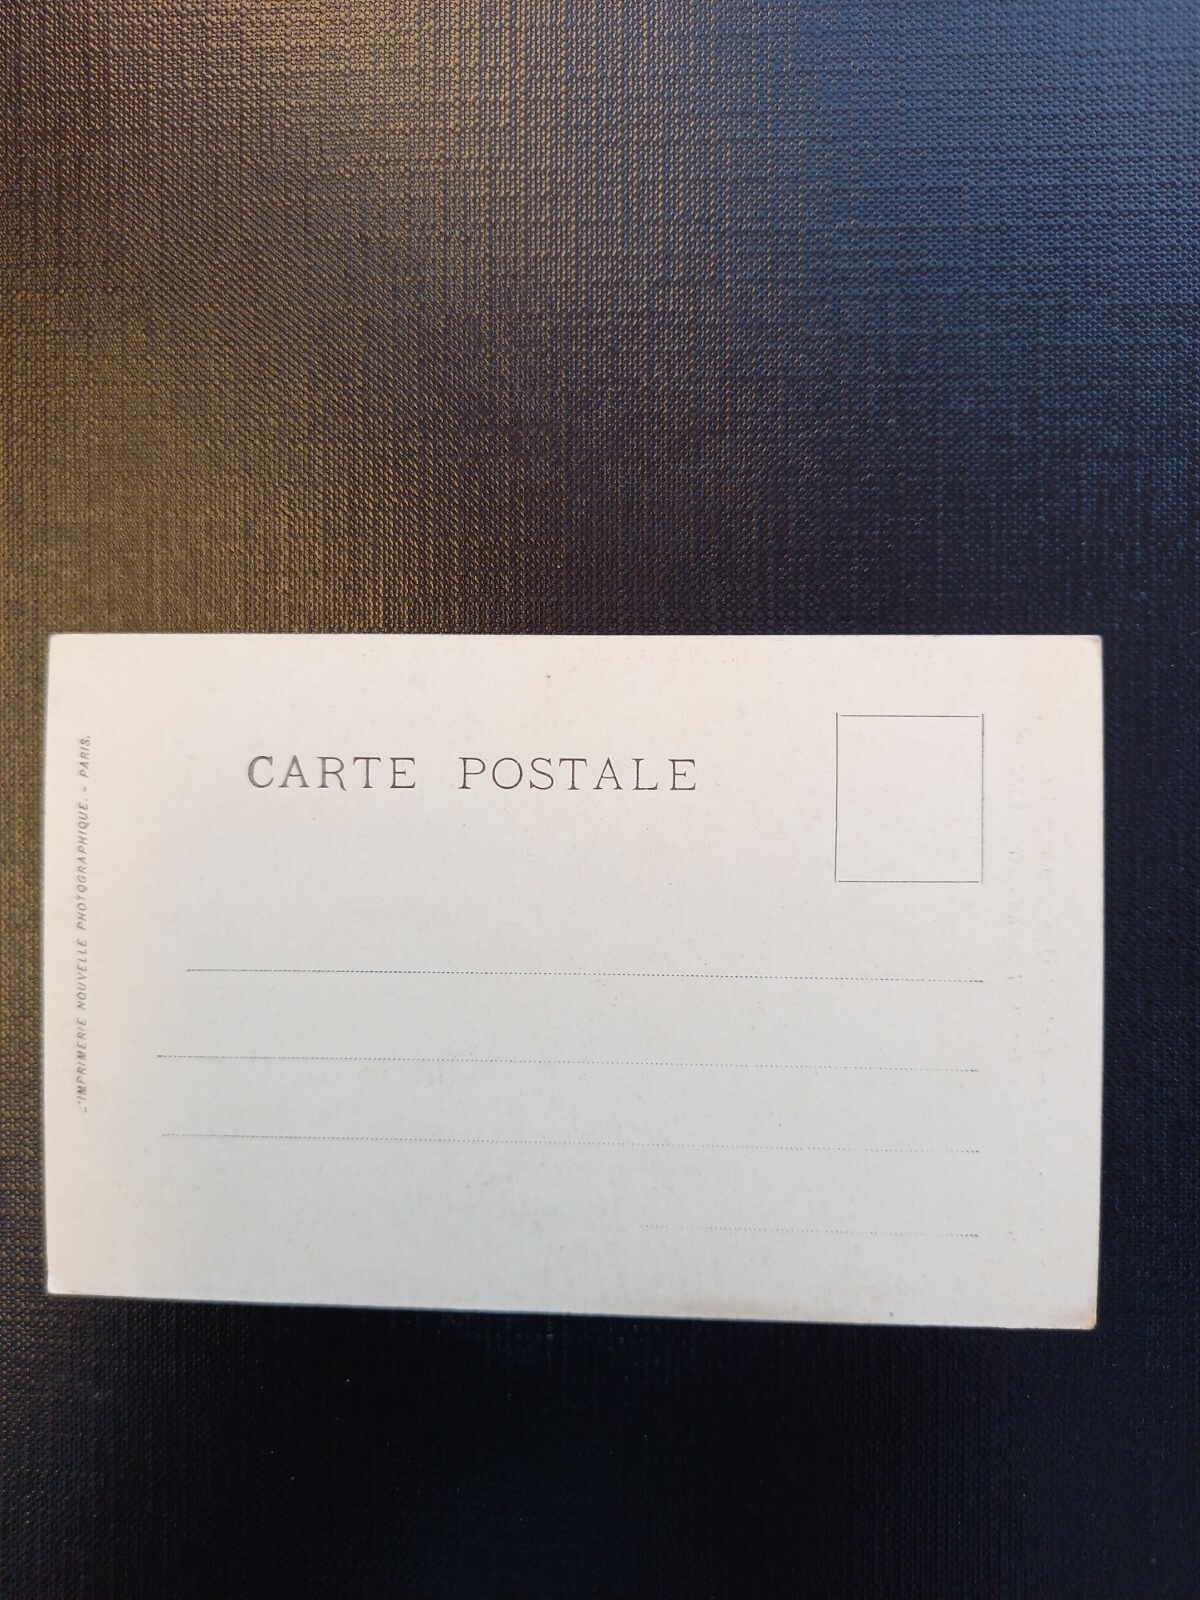 CARTE POSTALE
L'IMPRIMERIE NOUVELLE PHOTOGRAPHIQUE. - PARIS.